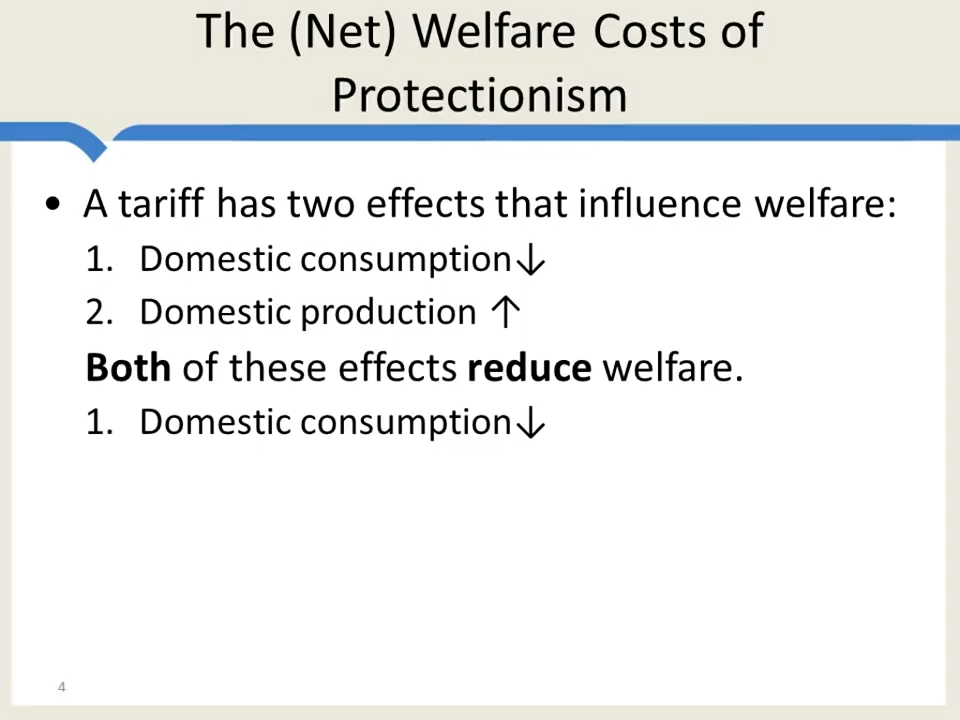 The (Net) Welfare Costs of
Protectionism
• A tariff has two effects that influence welfare:
1. Domestic consumption↓
2. Domestic production ↑
Both of these effects reduce welfare.
1. Domestic consumption↓
4